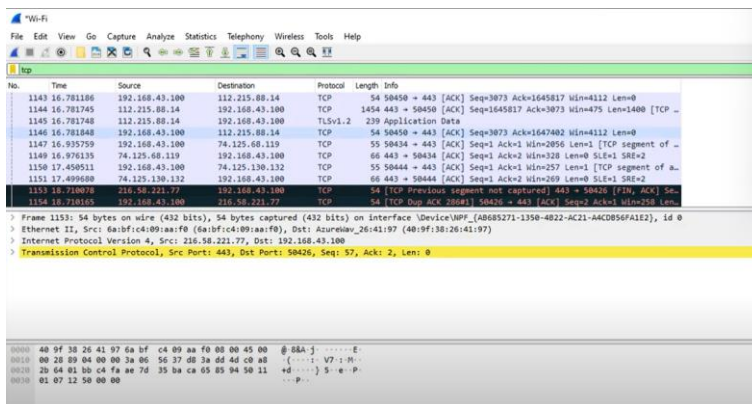 *Wi-Fi
File Edit View Go Capture Analyze Statistics Telephony Wireless Tools Help
tcp
No. Time Source Destination Protocol Length Info
1143 16.781186 192.168.43.100 112.215.88.14 TCP 54 50450 → 443 [ACK] Seq=3073 Ack=1645817 Win=4112 Len=0
1144 16.781745 112.215.88.14 192.168.43.100 TCP 1454 443 → 50450 [ACK] Seq=1645817 Ack=3073 Win=475 Len=1400 [TCP …
1145 16.781748 112.215.88.14 192.168.43.100 TLSv1.2 239 Application Data
1146 16.781848 192.168.43.100 112.215.88.14 TCP 54 50450 → 443 [ACK] Seq=3073 Ack=1647402 Win=4112 Len=0
1147 16.935759 192.168.43.100 74.125.68.119 TCP 55 50434 → 443 [ACK] Seq=1 Ack=1 Win=2056 Len=1 [TCP segment of …
1149 16.976135 74.125.68.119 192.168.43.100 TCP 66 443 → 50434 [ACK] Seq=1 Ack=2 Win=328 Len=0 SLE=1 SRE=2
1150 17.450511 192.168.43.100 74.125.130.132 TCP 55 50444 → 443 [ACK] Seq=1 Ack=1 Win=257 Len=1 [TCP segment of a…
1151 17.499680 74.125.130.132 192.168.43.100 TCP 66 443 → 50444 [ACK] Seq=1 Ack=2 Win=269 Len=0 SLE=1 SRE=2
1153 18.710078 216.58.221.77 192.168.43.100 TCP 54 [TCP Previous segment not captured] 443 → 50426 [FIN, ACK] Se…
1154 18.710165 192.168.43.100 216.58.221.77 TCP 54 [TCP Dup ACK 286#1] 50426 → 443 [ACK] Seq=2 Ack=1 Win=258 Len…
> Frame 1153: 54 bytes on wire (432 bits), 54 bytes captured (432 bits) on interface \Device\NPF_{AB685271-1350-4B22-AC21-A4CDB56FA1E2}, id 0
> Ethernet II, Src: 6a:bf:c4:09:aa:f0 (6a:bf:c4:09:aa:f0), Dst: AzureWav_26:41:97 (40:9f:38:26:41:97)
> Internet Protocol Version 4, Src: 216.58.221.77, Dst: 192.168.43.100
> Transmission Control Protocol, Src Port: 443, Dst Port: 50426, Seq: 57, Ack: 2, Len: 0
0000 40 9f 38 26 41 97 6a bf c4 09 aa f0 08 00 45 00 @·8&A·j· ······E·
0010 00 28 89 04 00 00 3a 06 56 37 d8 3a dd 4d c0 a8 ·(····:· V7·:·M··
0020 2b 64 01 bb c4 fa ae 7d 35 ba ca 65 85 94 50 11 +d·····} 5··e··P·
0030 01 07 12 50 00 00 ···P··